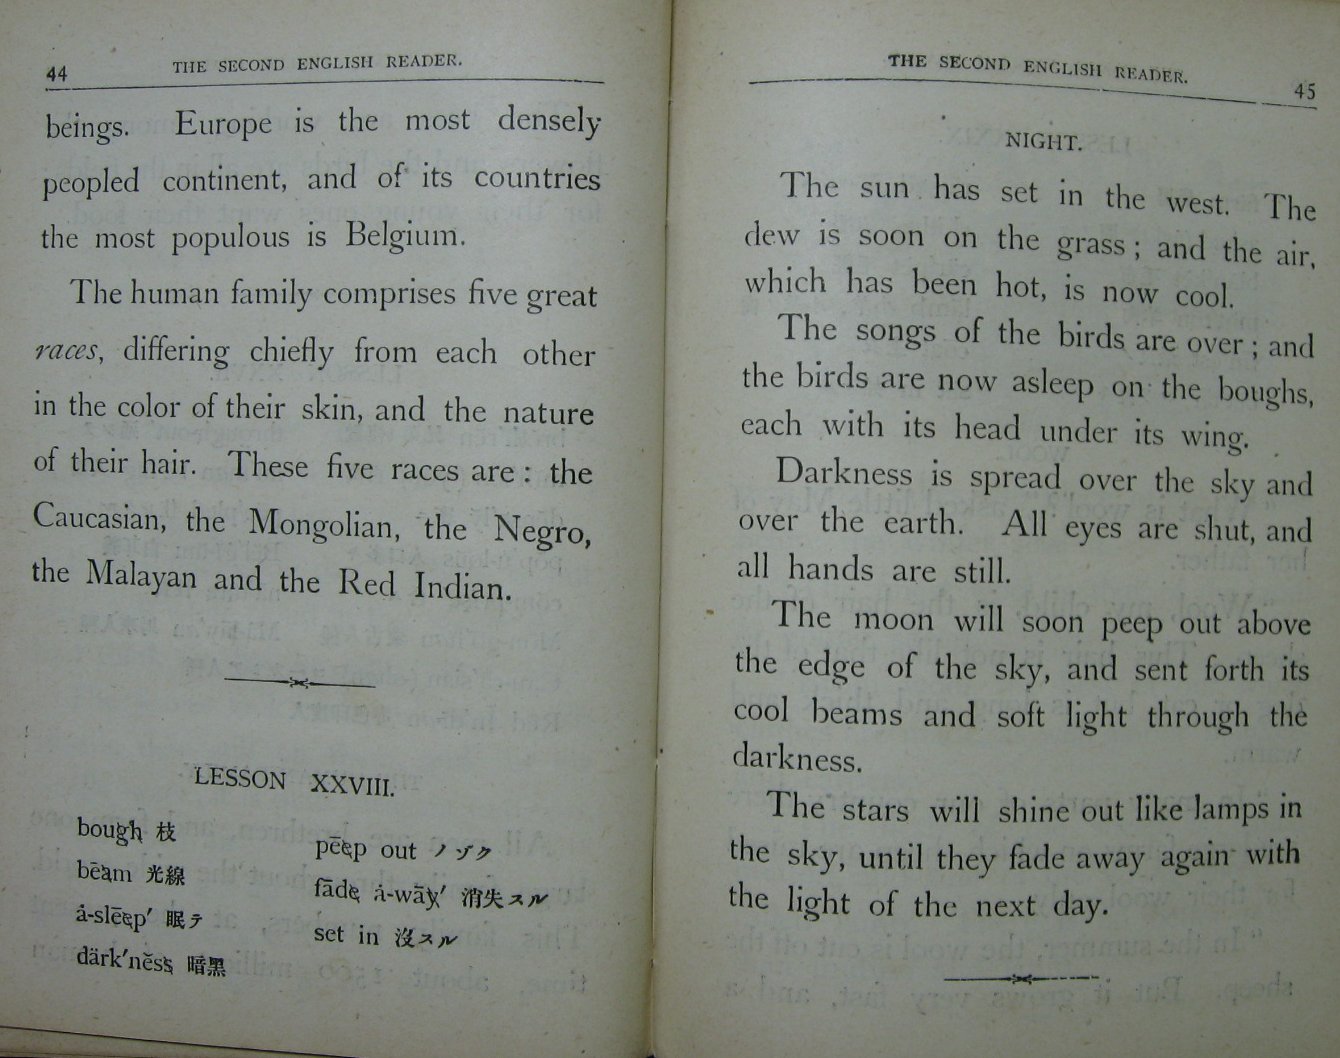 44 THE SECOND ENGLISH READER.
beings. Europe is the most densely
peopled continent, and of its countries
the most populous is Belgium.
The human family comprises five great
races, differing chiefly from each other
in the color of their skin, and the nature
of their hair. These five races are : the
Caucasian, the Mongolian, the Negro,
the Malayan and the Red Indian.
LESSON XXVIII.
bough 枝
bēam 光線
ȧ-slēep′ 眠テ
därk′nĕss 暗黑
pēep out ノゾク
fāde ȧ-wāy′ 消失スル
set in 沒スル
THE SECOND ENGLISH READER. 45
NIGHT.
The sun has set in the west. The
dew is soon on the grass ; and the air,
which has been hot, is now cool.
The songs of the birds are over ; and
the birds are now asleep on the boughs,
each with its head under its wing.
Darkness is spread over the sky and
over the earth. All eyes are shut, and
all hands are still.
The moon will soon peep out above
the edge of the sky, and sent forth its
cool beams and soft light through the
darkness.
The stars will shine out like lamps in
the sky, until they fade away again with
the light of the next day.